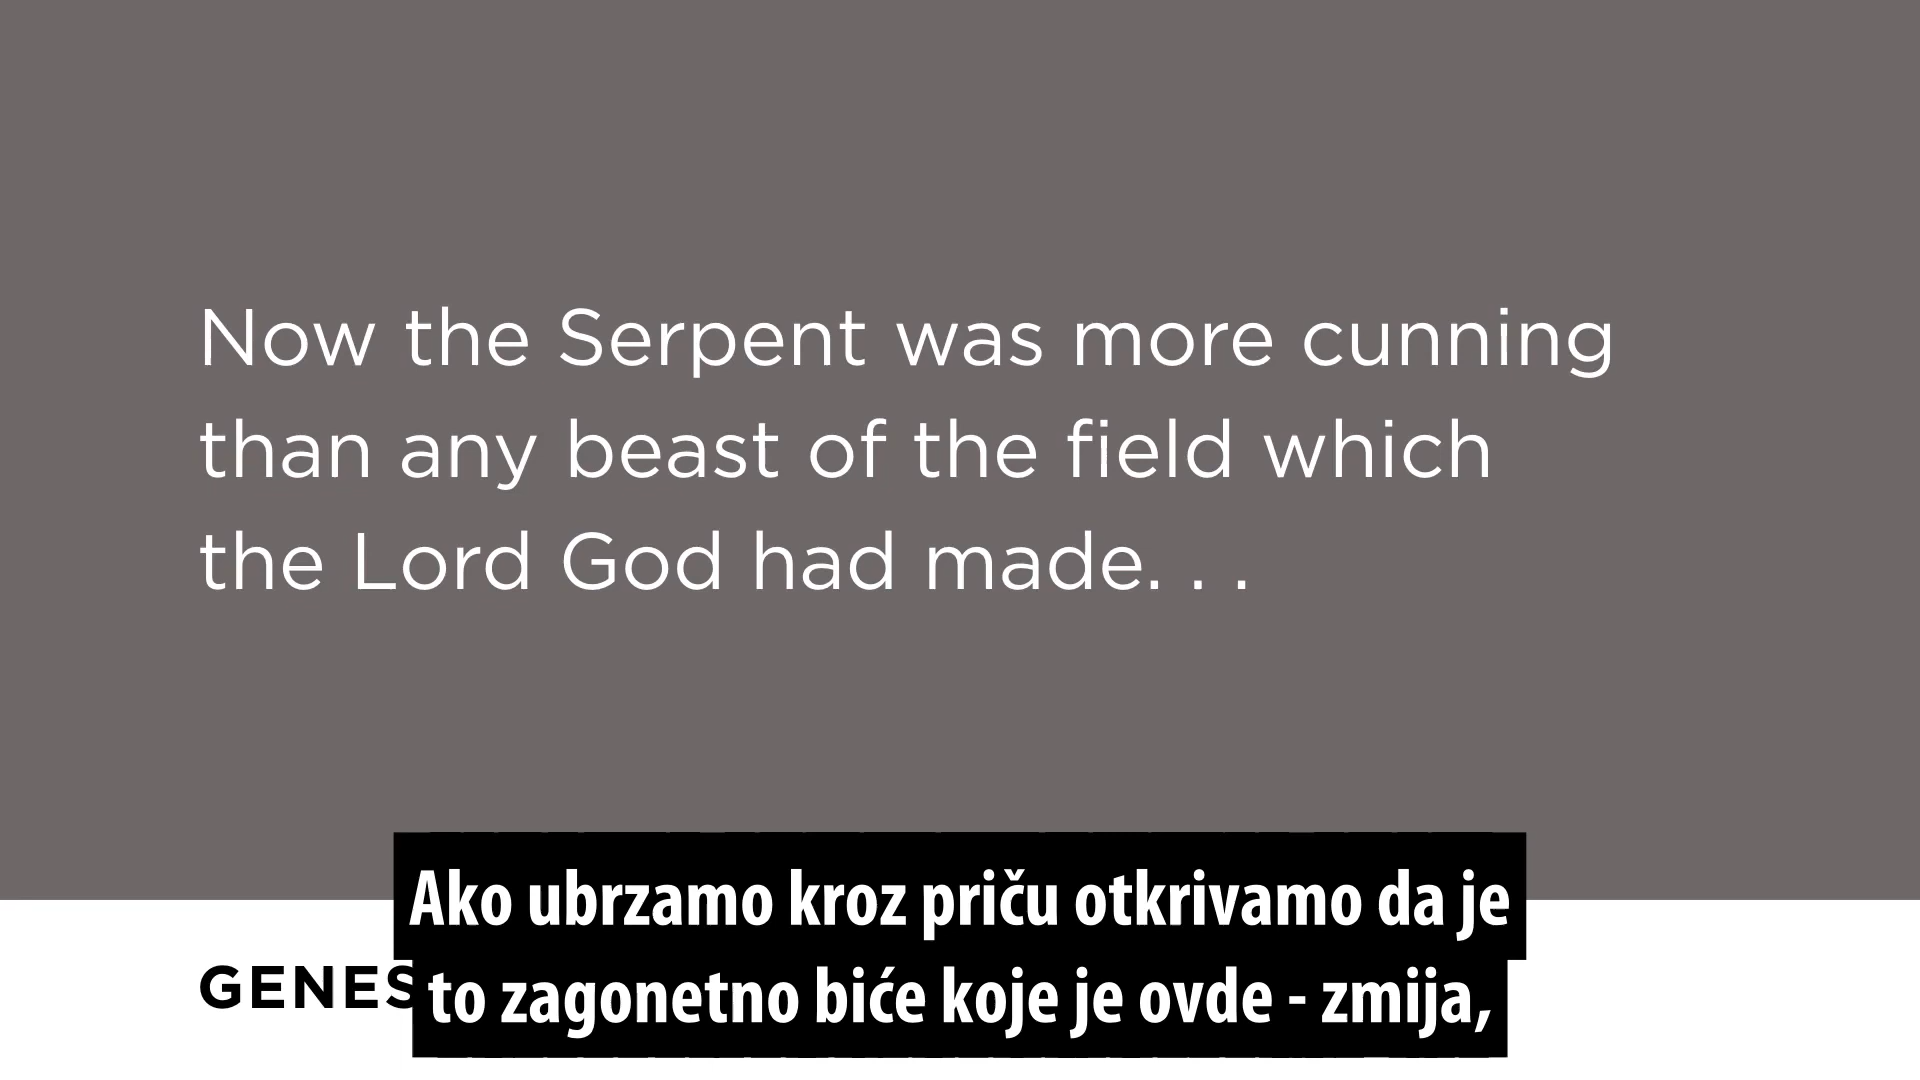 Now the Serpent was more cunning
than any beast of the field which
the Lord God had made. . .
Ako ubrzamo kroz priču otkrivamo da je
GENES
to zagonetno biće koje je ovde - zmija,